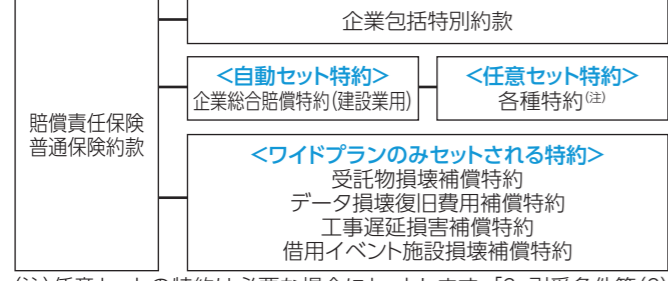 企業包括特別約款
<自動セット特約>
企業総合賠償特約(建設業用)
<任意セット特約>
各種特約(注)
賠償責任保険
普通保険約款
<ワイドプランのみセットされる特約>
受託物損壊補償特約
データ損壊復旧費用補償特約
工事遅延損害補償特約
借用イベント施設損壊補償特約